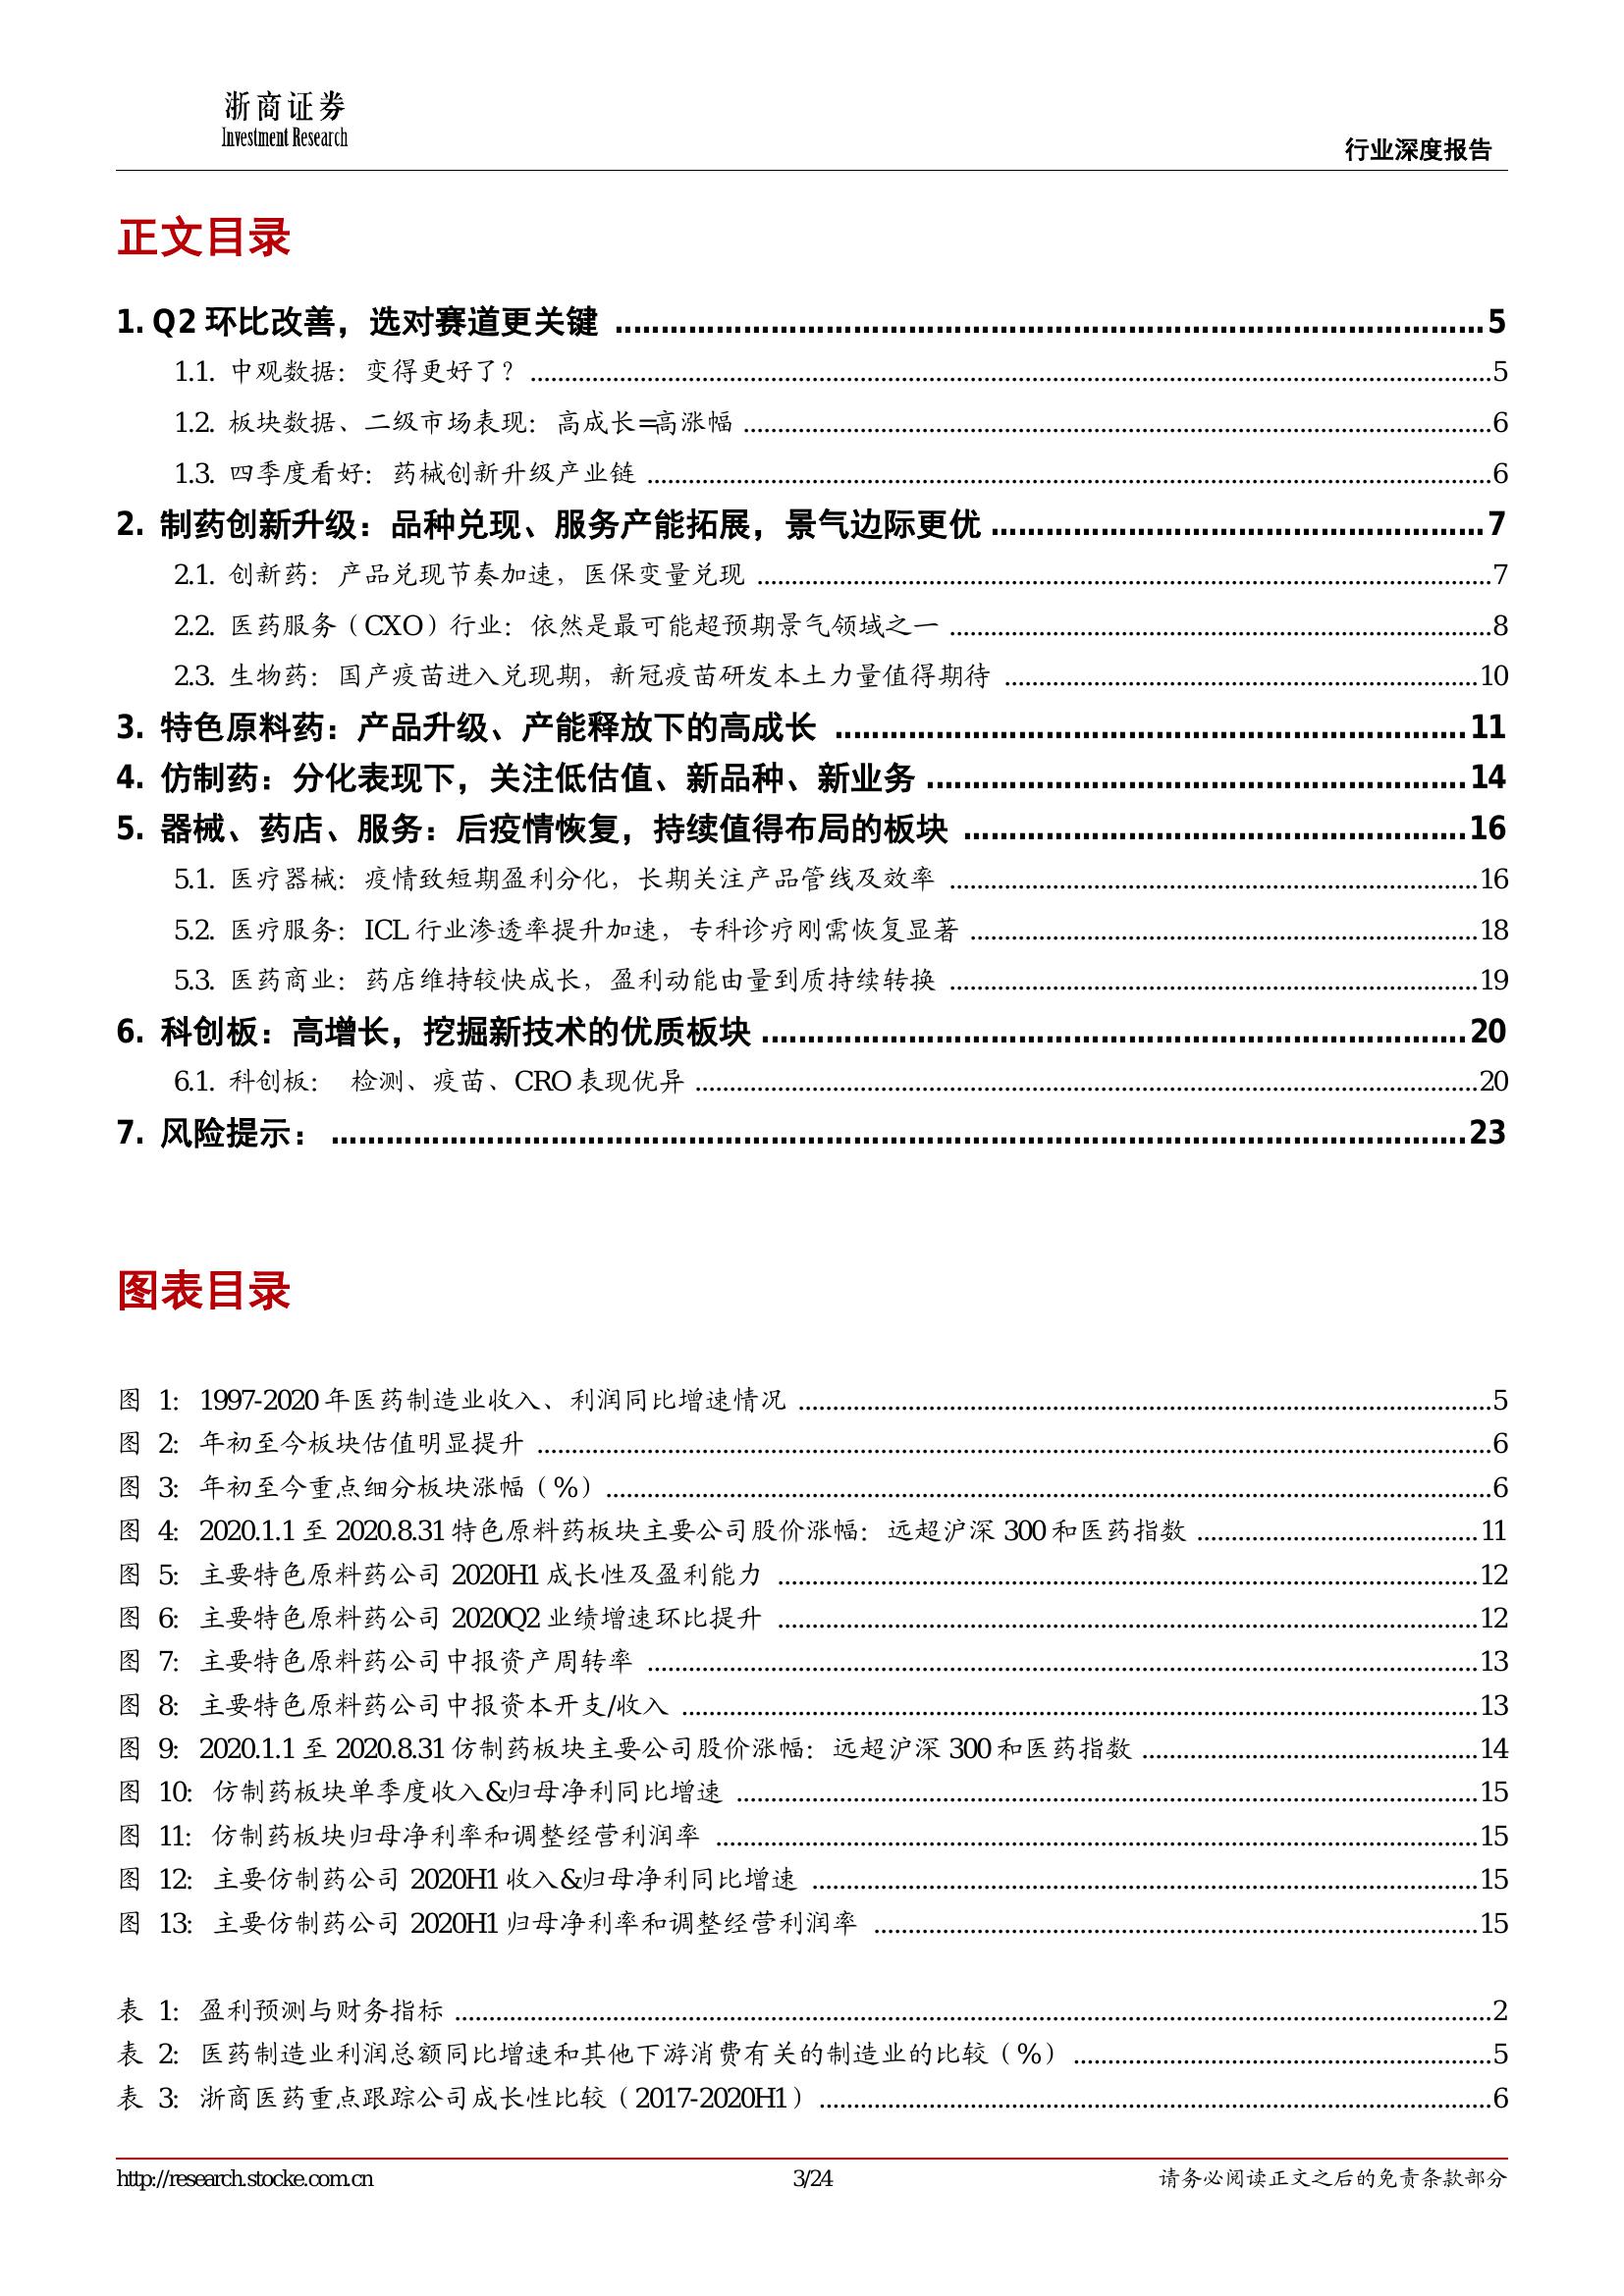 浙商证券
Investment Research
行业深度报告
正文目录
1. Q2 环比改善，选对赛道更关键 ........ 5
1.1. 中观数据：变得更好了？ ........ 5
1.2. 板块数据、二级市场表现：高成长=高涨幅 ........ 6
1.3. 四季度看好：药械创新升级产业链 ........ 6
2. 制药创新升级：品种兑现、服务产能拓展，景气边际更优 ........ 7
2.1. 创新药：产品兑现节奏加速，医保变量兑现 ........ 7
2.2. 医药服务（CXO）行业：依然是最可能超预期景气领域之一 ........ 8
2.3. 生物药：国产疫苗进入兑现期，新冠疫苗研发本土力量值得期待 ........ 10
3. 特色原料药：产品升级、产能释放下的高成长 ........ 11
4. 仿制药：分化表现下，关注低估值、新品种、新业务 ........ 14
5. 器械、药店、服务：后疫情恢复，持续值得布局的板块 ........ 16
5.1. 医疗器械：疫情致短期盈利分化，长期关注产品管线及效率 ........ 16
5.2. 医疗服务：ICL 行业渗透率提升加速，专科诊疗刚需恢复显著 ........ 18
5.3. 医药商业：药店维持较快成长，盈利动能由量到质持续转换 ........ 19
6. 科创板：高增长，挖掘新技术的优质板块 ........ 20
6.1. 科创板： 检测、疫苗、CRO 表现优异 ........ 20
7. 风险提示： ........ 23
图表目录
图 1: 1997-2020 年医药制造业收入、利润同比增速情况 ........ 5
图 2: 年初至今板块估值明显提升 ........ 6
图 3: 年初至今重点细分板块涨幅（%） ........ 6
图 4: 2020.1.1 至 2020.8.31 特色原料药板块主要公司股价涨幅：远超沪深 300 和医药指数 ........ 11
图 5: 主要特色原料药公司 2020H1 成长性及盈利能力 ........ 12
图 6: 主要特色原料药公司 2020Q2 业绩增速环比提升 ........ 12
图 7: 主要特色原料药公司中报资产周转率 ........ 13
图 8: 主要特色原料药公司中报资本开支/收入 ........ 13
图 9: 2020.1.1 至 2020.8.31 仿制药板块主要公司股价涨幅：远超沪深 300 和医药指数 ........ 14
图 10: 仿制药板块单季度收入&归母净利同比增速 ........ 15
图 11: 仿制药板块归母净利率和调整经营利润率 ........ 15
图 12: 主要仿制药公司 2020H1 收入&归母净利同比增速 ........ 15
图 13: 主要仿制药公司 2020H1 归母净利率和调整经营利润率 ........ 15
表 1: 盈利预测与财务指标 ........ 2
表 2: 医药制造业利润总额同比增速和其他下游消费有关的制造业的比较（%） ........ 5
表 3: 浙商医药重点跟踪公司成长性比较（2017-2020H1） ........ 6
http://research.stocke.com.cn
3/24
请务必阅读正文之后的免责条款部分